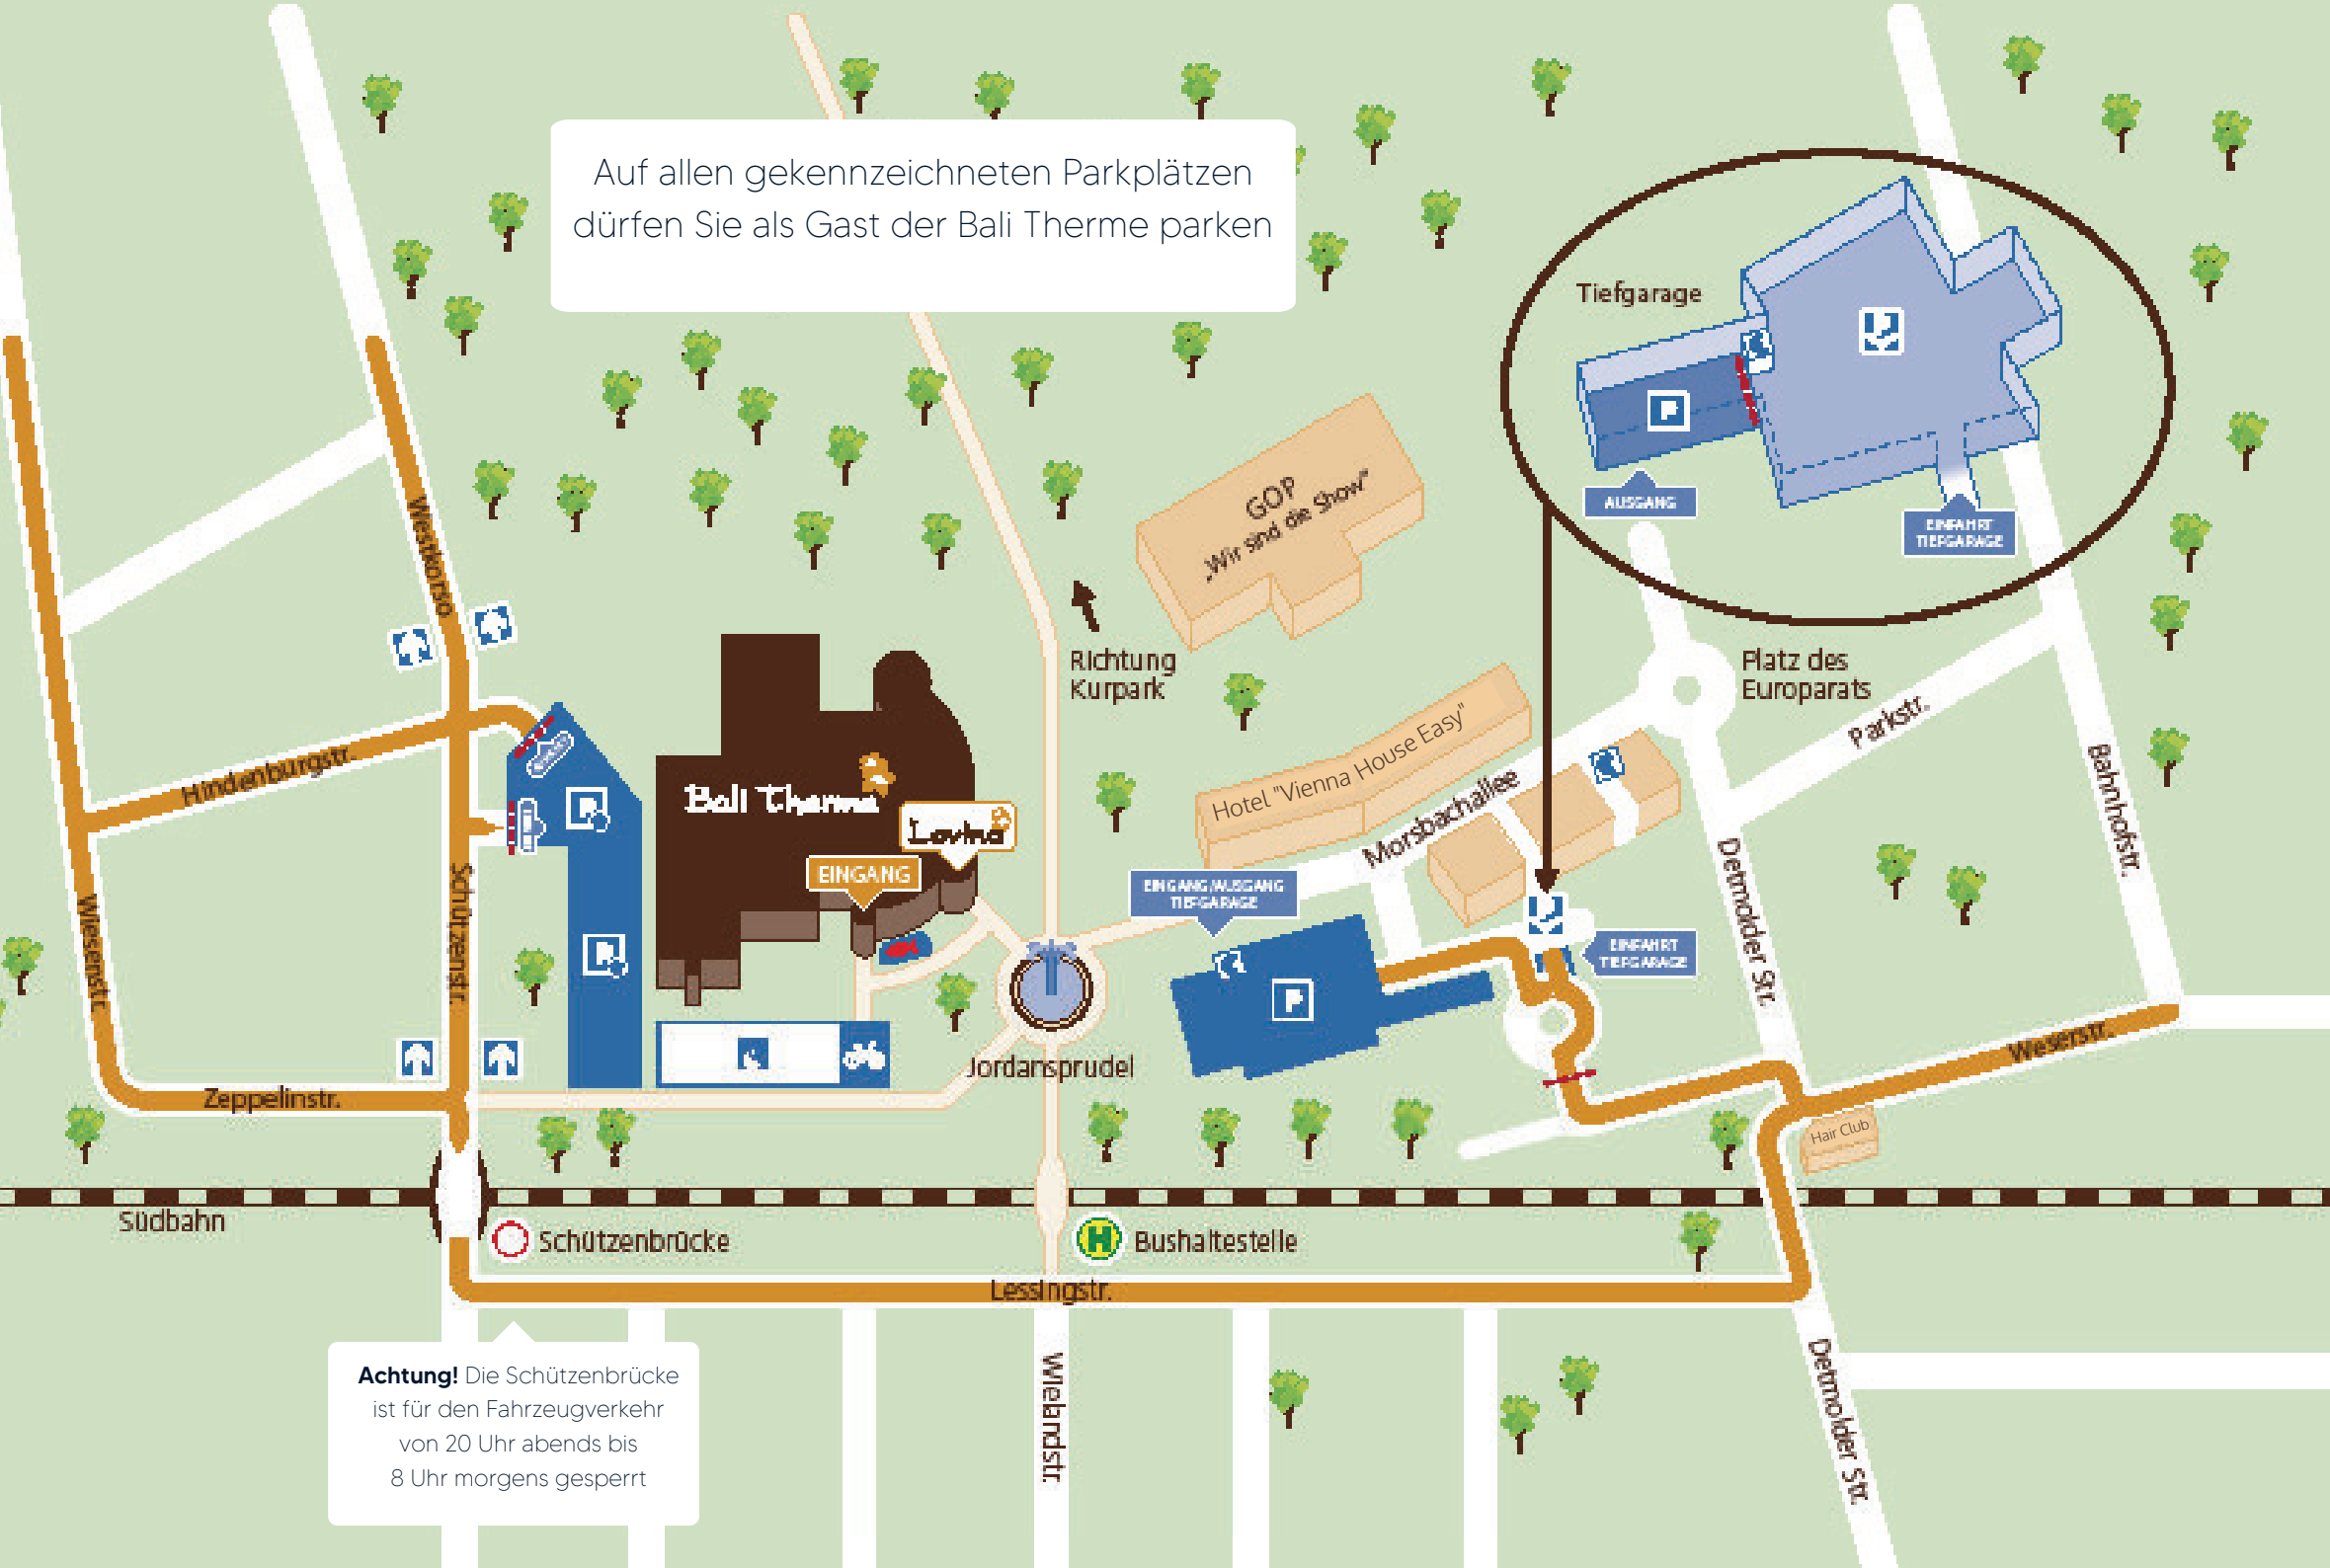 Auf allen gekennzeichneten Parkplätzen
dürfen Sie als Gast der Bali Therme parken
Tiefgarage
P
AUSGANG
EINFAHRT
TIEFGARAGE
GOP
„Wir sind die Show"
Westkorso
Richtung
Kurpark
Platz des
Europarats
Parkstr.
Bahnhofstr.
Hotel "Vienna House Easy"
Morsbachallee
Hindenburgstr.
P
Bali Therme
Lovina
EINGANG
EINGANG/AUSGANG
TIEFGARAGE
Detmolder Str.
Schützenstr.
Wiesenstr.
P
EINFAHRT
TIEFGARAGE
P
Weserstr.
Jordansprudel
Zeppelinstr.
Hair Club
Südbahn
Schützenbrücke
H
Bushaltestelle
Lessingstr.
Achtung! Die Schützenbrücke
ist für den Fahrzeugverkehr
von 20 Uhr abends bis
8 Uhr morgens gesperrt
Wielandstr.
Detmolder Str.